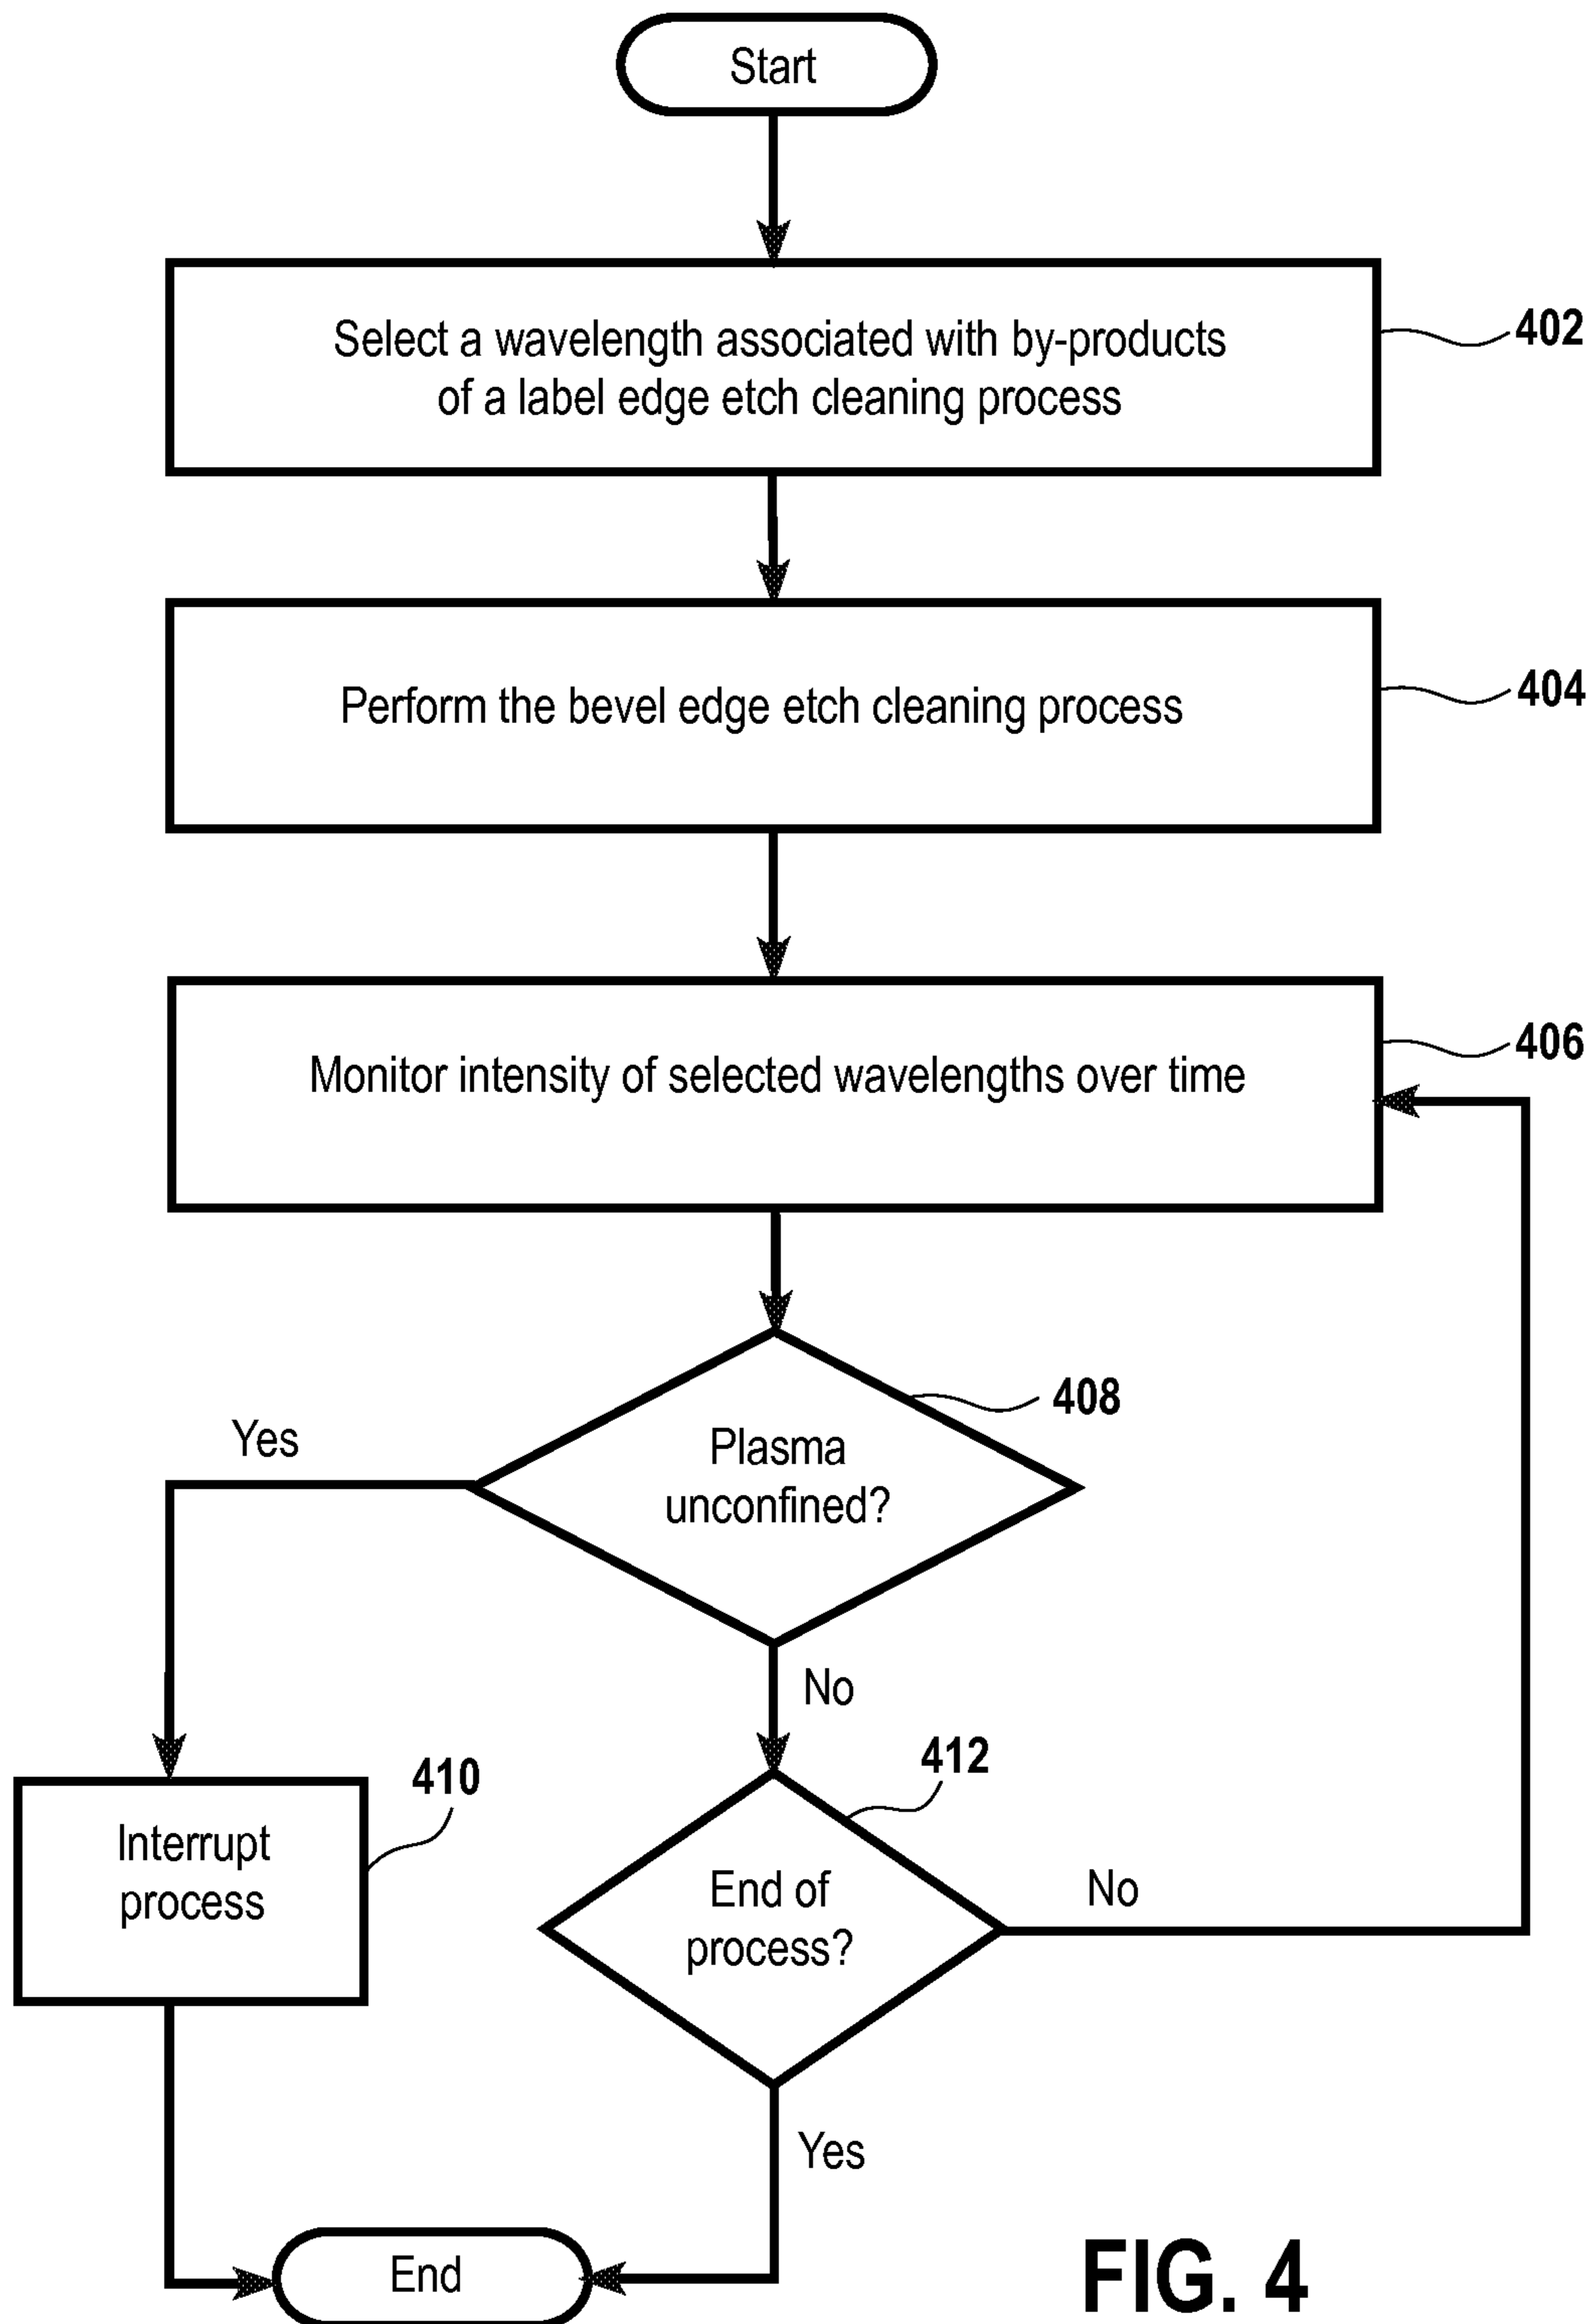 Start
Select a wavelength associated with by-products
of a label edge etch cleaning process
402
Perform the bevel edge etch cleaning process
404
Monitor intensity of selected wavelengths over time
406
Plasma
unconfined?
408
Yes
No
Interrupt
process
410
End of
process?
412
No
Yes
End
FIG. 4